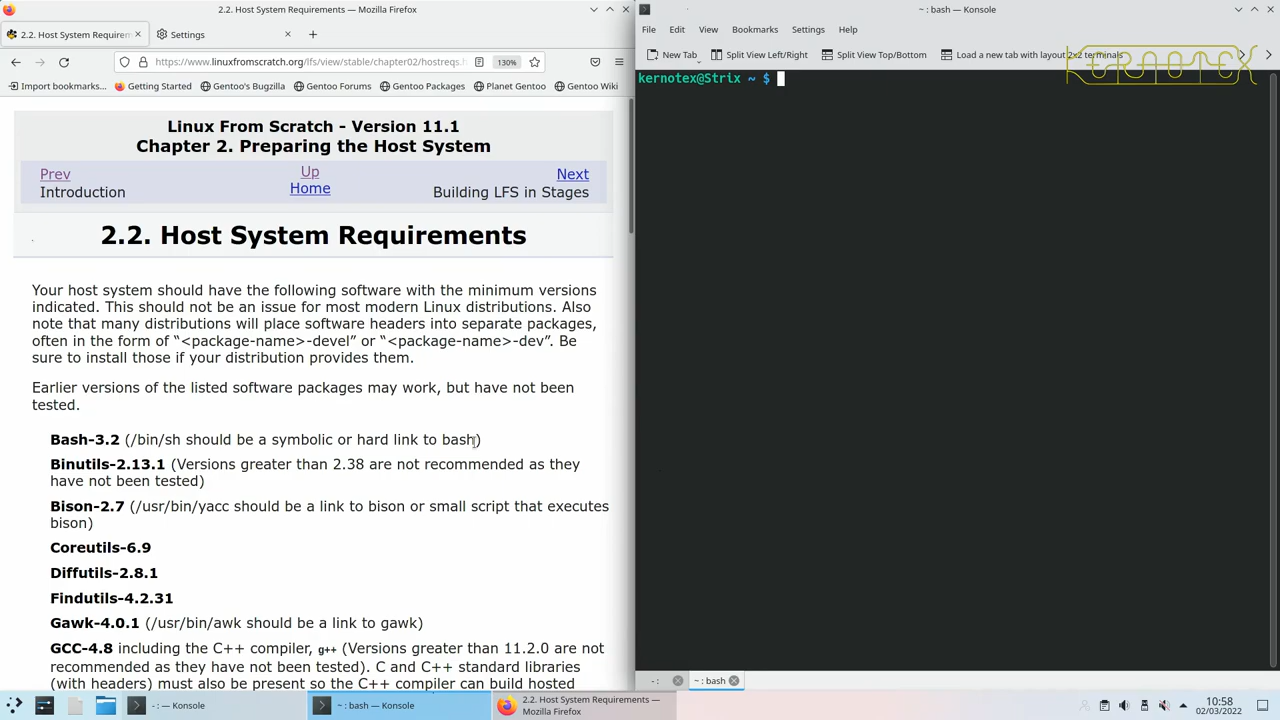 2.2. Host System Requirements — Mozilla Firefox
2.2. Host System Requirem
Settings
https://www.linuxfromscratch.org/lfs/view/stable/chapter02/hostreqs.h
130%
Import bookmarks...
Getting Started
Gentoo's Bugzilla
Gentoo Forums
Gentoo Packages
Planet Gentoo
Gentoo Wiki
Linux From Scratch - Version 11.1
Chapter 2. Preparing the Host System
Prev
Up
Next
Introduction
Home
Building LFS in Stages
2.2. Host System Requirements
Your host system should have the following software with the minimum versions
indicated. This should not be an issue for most modern Linux distributions. Also
note that many distributions will place software headers into separate packages,
often in the form of “<package-name>-devel” or “<package-name>-dev”. Be
sure to install those if your distribution provides them.
Earlier versions of the listed software packages may work, but have not been
tested.
Bash-3.2 (/bin/sh should be a symbolic or hard link to bash)
Binutils-2.13.1 (Versions greater than 2.38 are not recommended as they
have not been tested)
Bison-2.7 (/usr/bin/yacc should be a link to bison or small script that executes
bison)
Coreutils-6.9
Diffutils-2.8.1
Findutils-4.2.31
Gawk-4.0.1 (/usr/bin/awk should be a link to gawk)
GCC-4.8 including the C++ compiler, g++ (Versions greater than 11.2.0 are not
recommended as they have not been tested). C and C++ standard libraries
(with headers) must also be present so the C++ compiler can build hosted
~ : bash — Konsole
File Edit View Bookmarks Settings Help
New Tab
Split View Left/Right
Split View Top/Bottom
Load a new tab with layout 2x2 terminals
KERNOTEX
kernotex@Strix ~ $
- :
~ : bash
- : — Konsole
~ : bash — Konsole
2.2. Host System Requirements —
Mozilla Firefox
10:58
02/03/2022